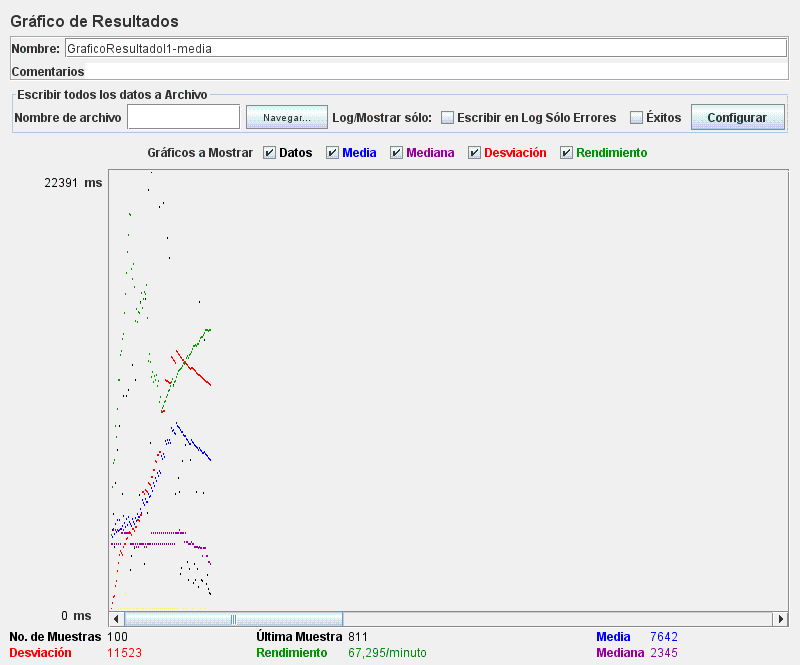 Gráfico de Resultados
Nombre: GraficoResultadol1-media
Comentarios
Escribir todos los datos a Archivo
Nombre de archivo Navegar... Log/Mostrar sólo: Escribir en Log Sólo Errores Éxitos Configurar
Gráficos a Mostrar Datos Media Mediana Desviación Rendimiento
22391 ms
0 ms
No. de Muestras 100 Última Muestra 811 Media 7642
Desviación 11523 Rendimiento 67,295/minuto Mediana 2345